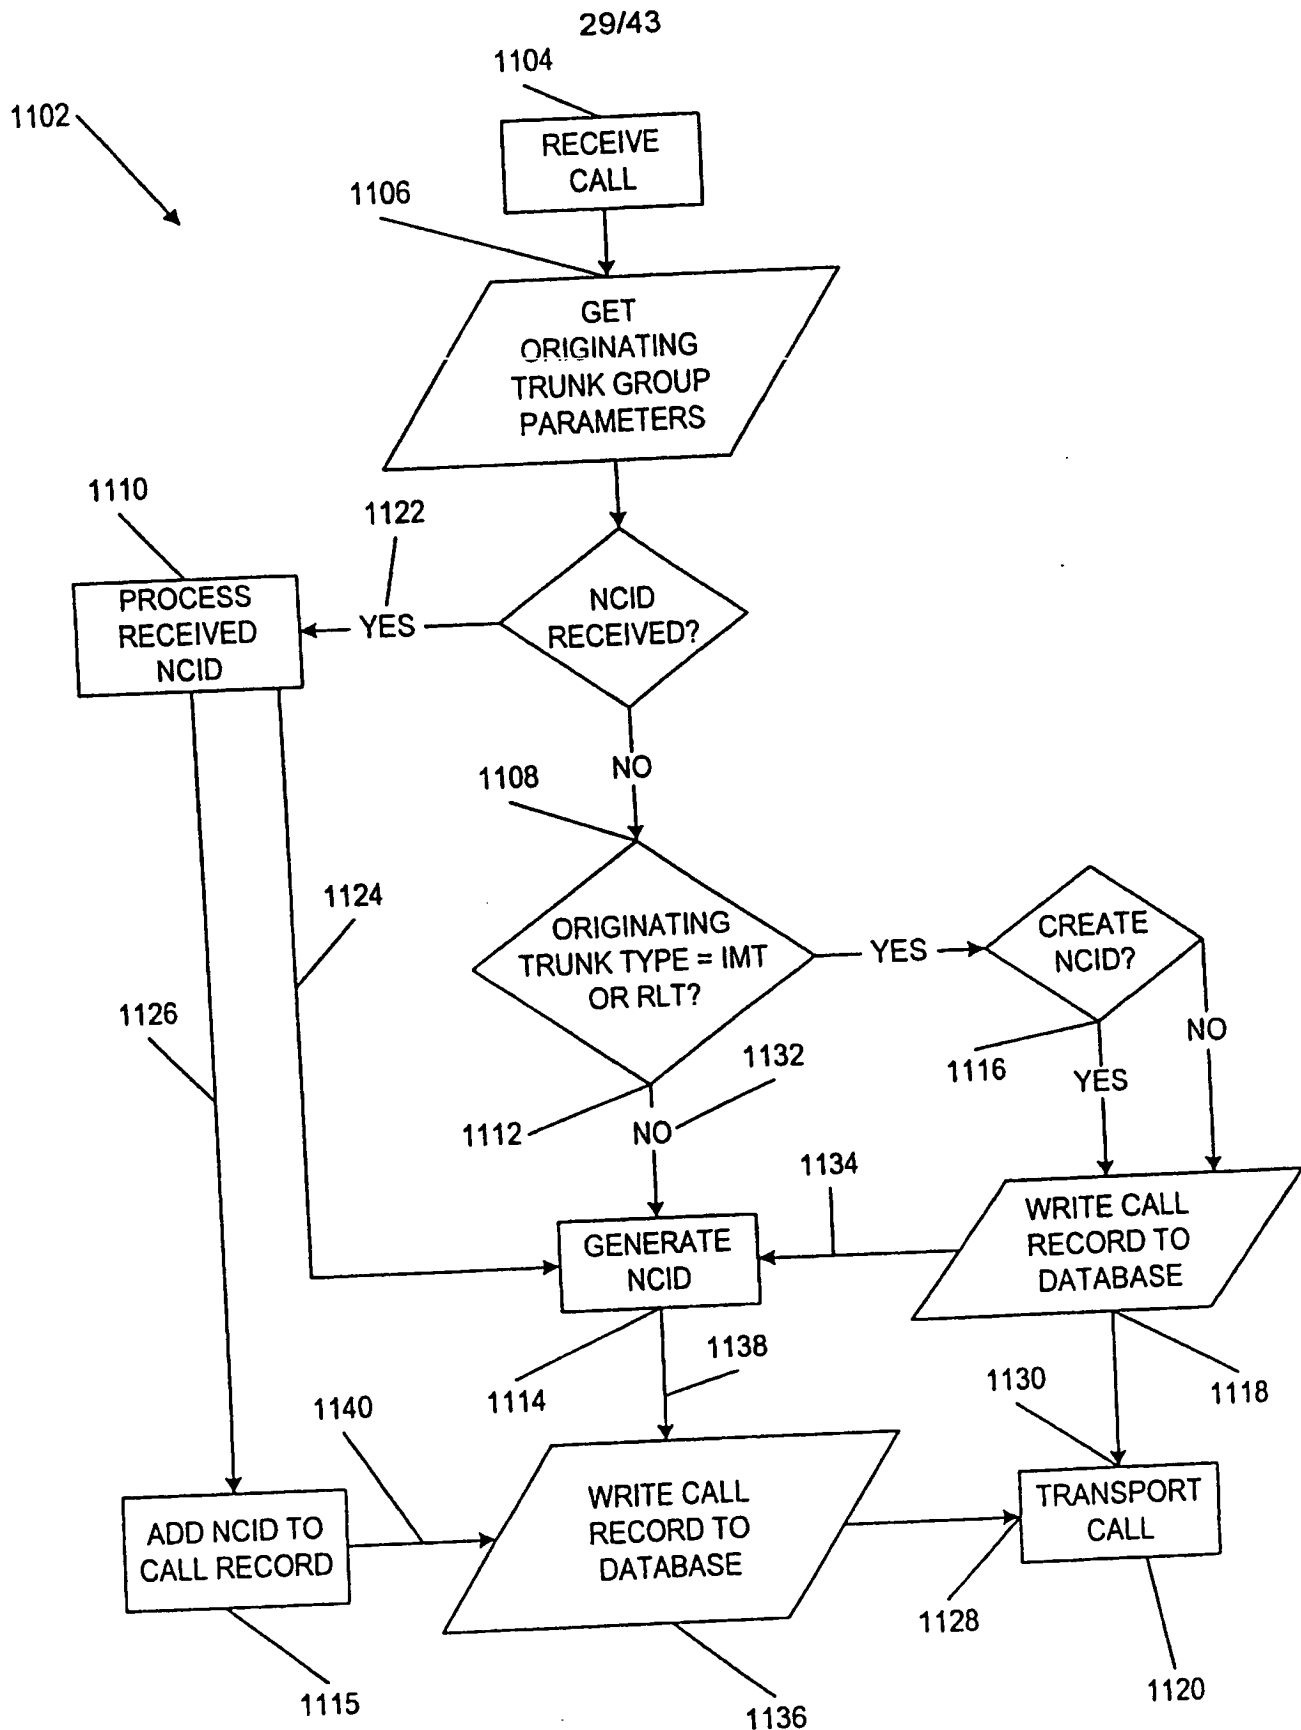 29/43
1104
1102
RECEIVE
CALL
1106
GET
ORIGINATING
TRUNK GROUP
PARAMETERS
1110
1122
PROCESS
RECEIVED
NCID
YES
NCID
RECEIVED?
NO
1108
1124
ORIGINATING
TRUNK TYPE = IMT
OR RLT?
YES
CREATE
NCID?
1126
NO
1116
YES
1132
1112
NO
1134
GENERATE
NCID
WRITE CALL
RECORD TO
DATABASE
1138
1114
1130
1118
1140
ADD NCID TO
CALL RECORD
WRITE CALL
RECORD TO
DATABASE
TRANSPORT
CALL
1128
1115
1136
1120